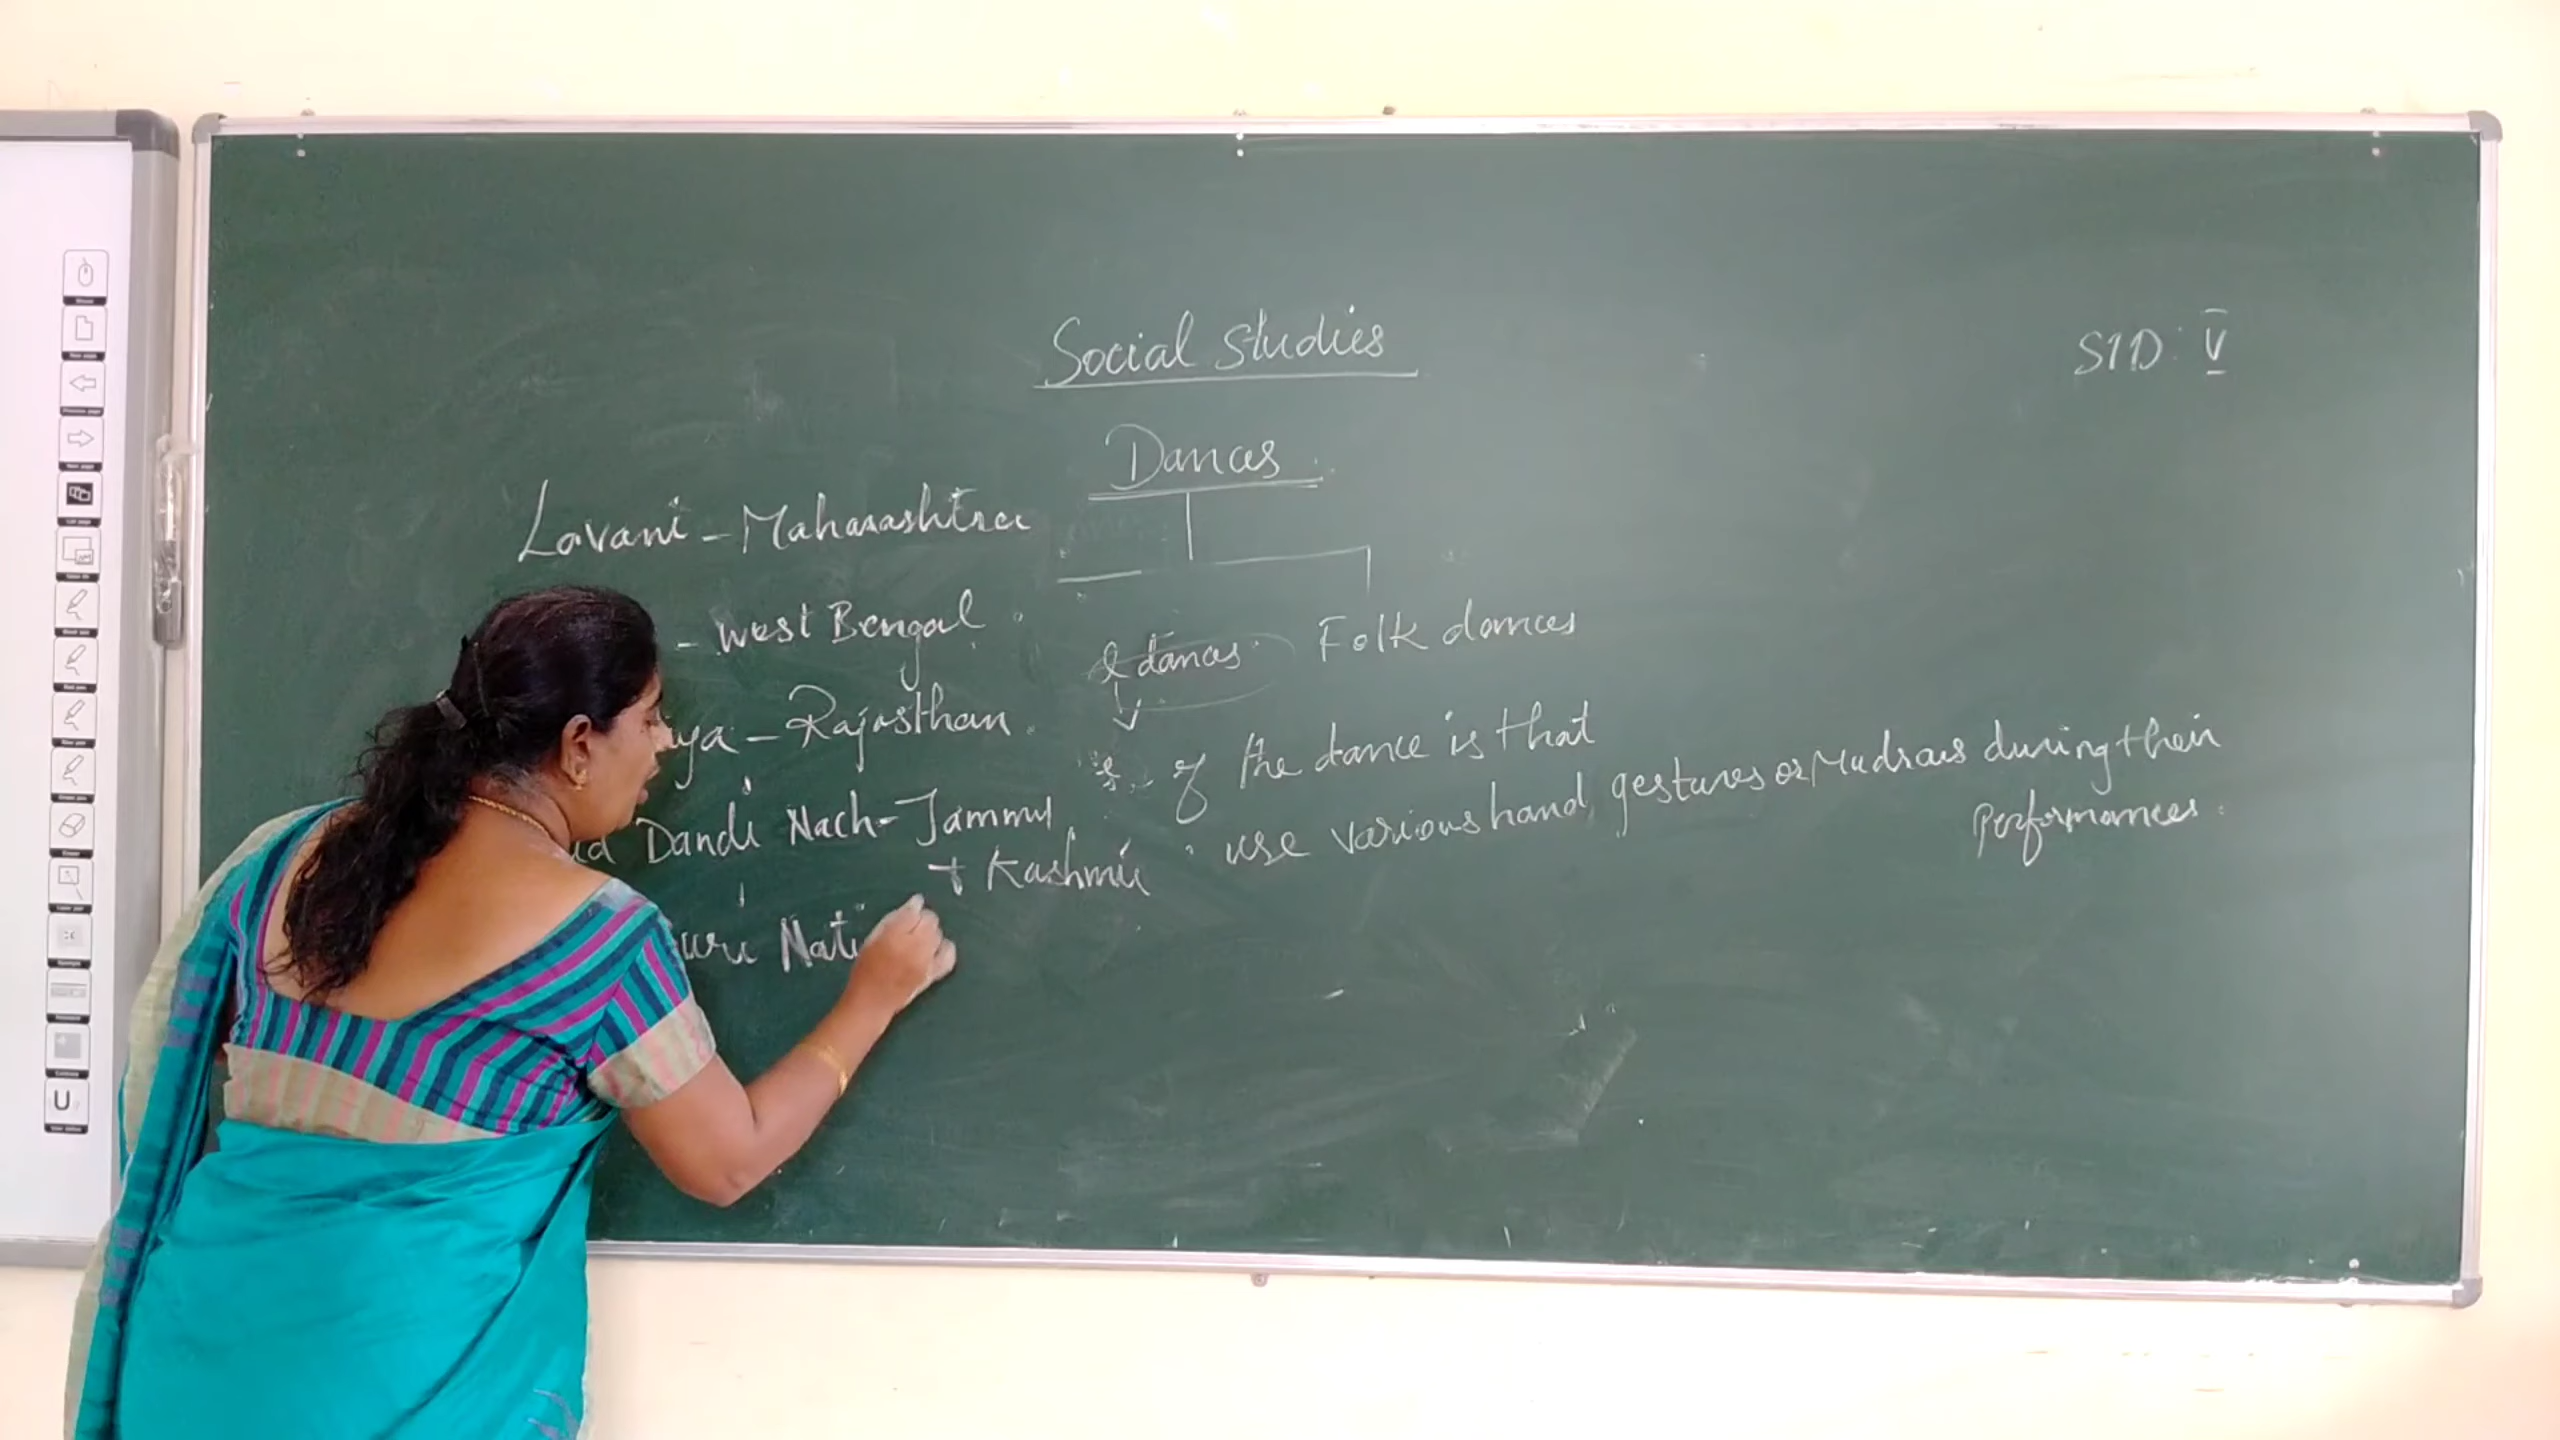 Social Studies
STD: V
Dances
Lavani - Maharashtra
- West Bengal
dances
Folk dances
- Rajasthan
of the dance is that
Dandi Nach - Jammu
+ Kashmir
use various hand gestures or Mudras during their
performances.
Nati